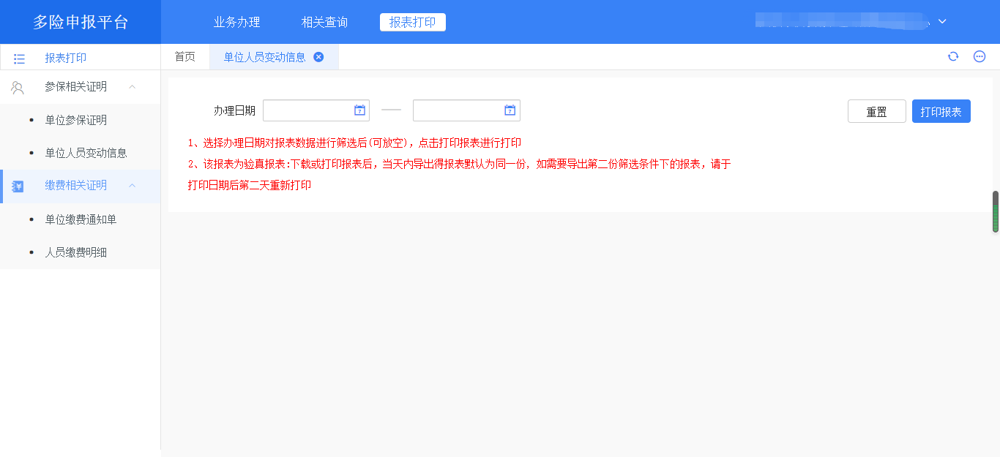 多险申报平台
业务办理
相关查询
报表打印
报表打印
首页
单位人员变动信息
参保相关证明
单位参保证明
单位人员变动信息
缴费相关证明
单位缴费通知单
人员缴费明细
办理日期
7
7
重置
打印报表
1、选择办理日期对报表数据进行筛选后(可放空)，点击打印报表进行打印
2、该报表为验真报表:下载或打印报表后，当天内导出得报表默认为同一份, 如需要导出第二份筛选条件下的报表，请于
打印日期后第二天重新打印